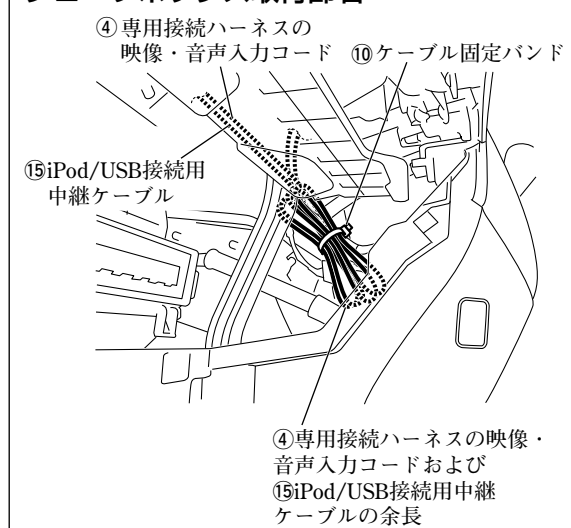 ④専用接続ハーネスの
映像・音声入力コード
⑩ケーブル固定バンド
⑮iPod/USB接続用
中継ケーブル
④専用接続ハーネスの映像・
音声入力コードおよび
⑮iPod/USB接続用中継
ケーブルの余長